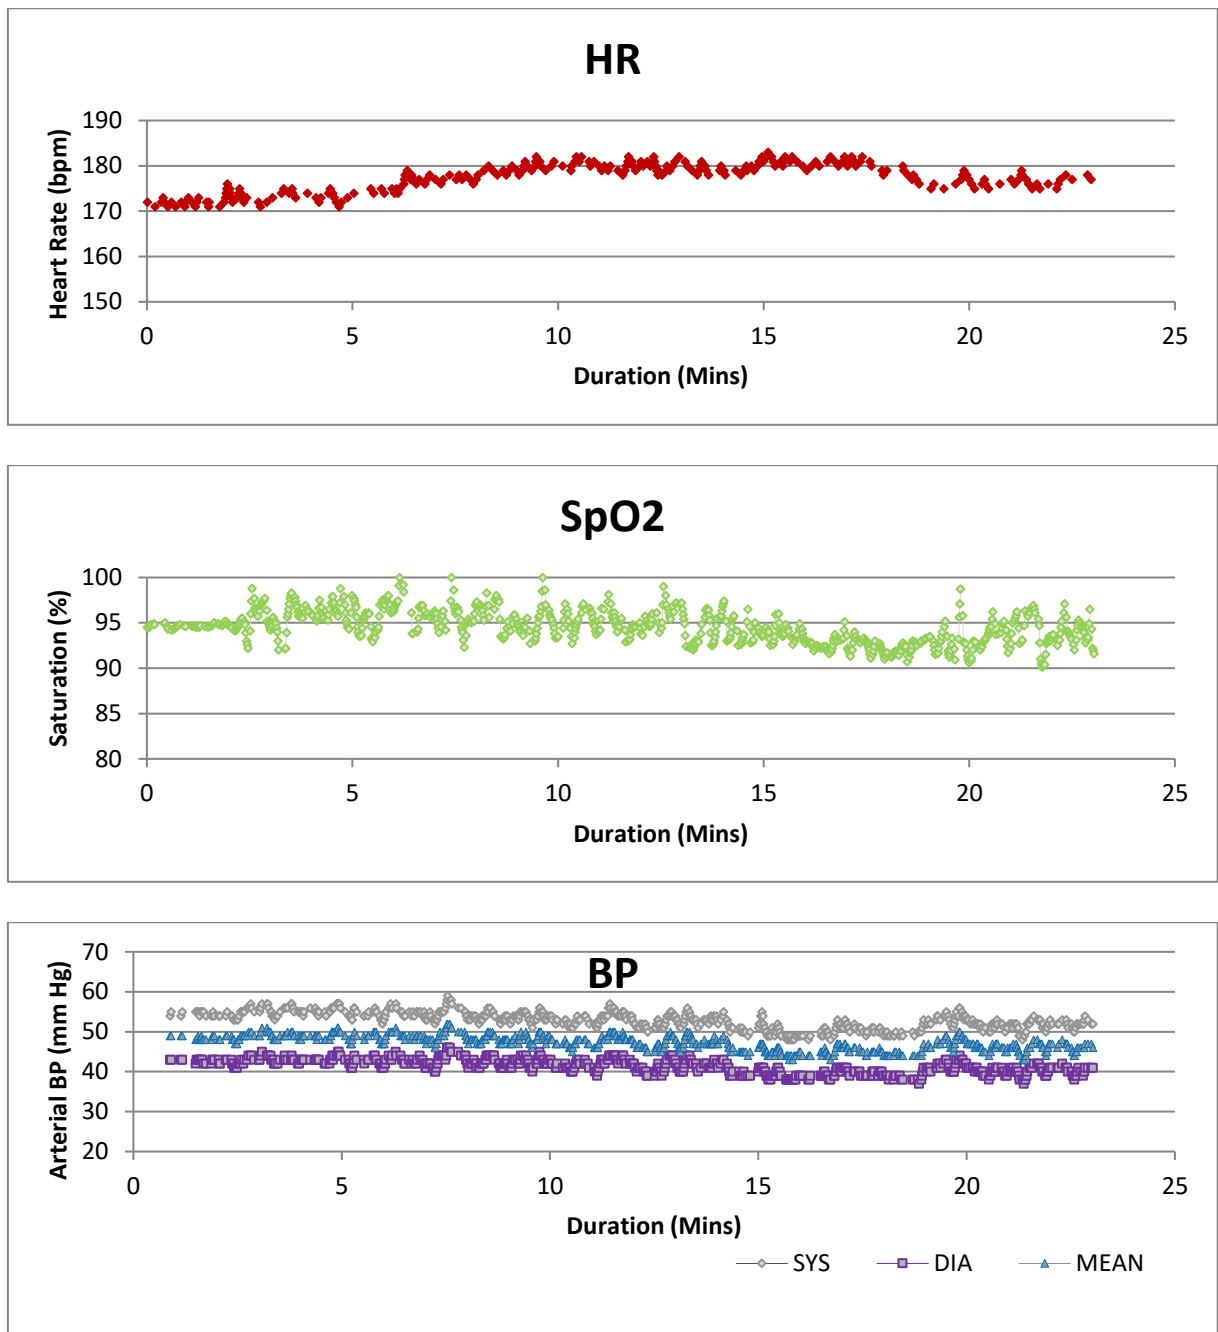 HR
Heart Rate (bpm)
190
180
170
160
150
0 5 10 15 20 25
Duration (Mins)
SpO2
Saturation (%)
100
95
90
85
80
0 5 10 15 20 25
Duration (Mins)
BP
Arterial BP (mm Hg)
70
60
50
40
30
20
0 5 10 15 20 25
Duration (Mins)
SYS DIA MEAN